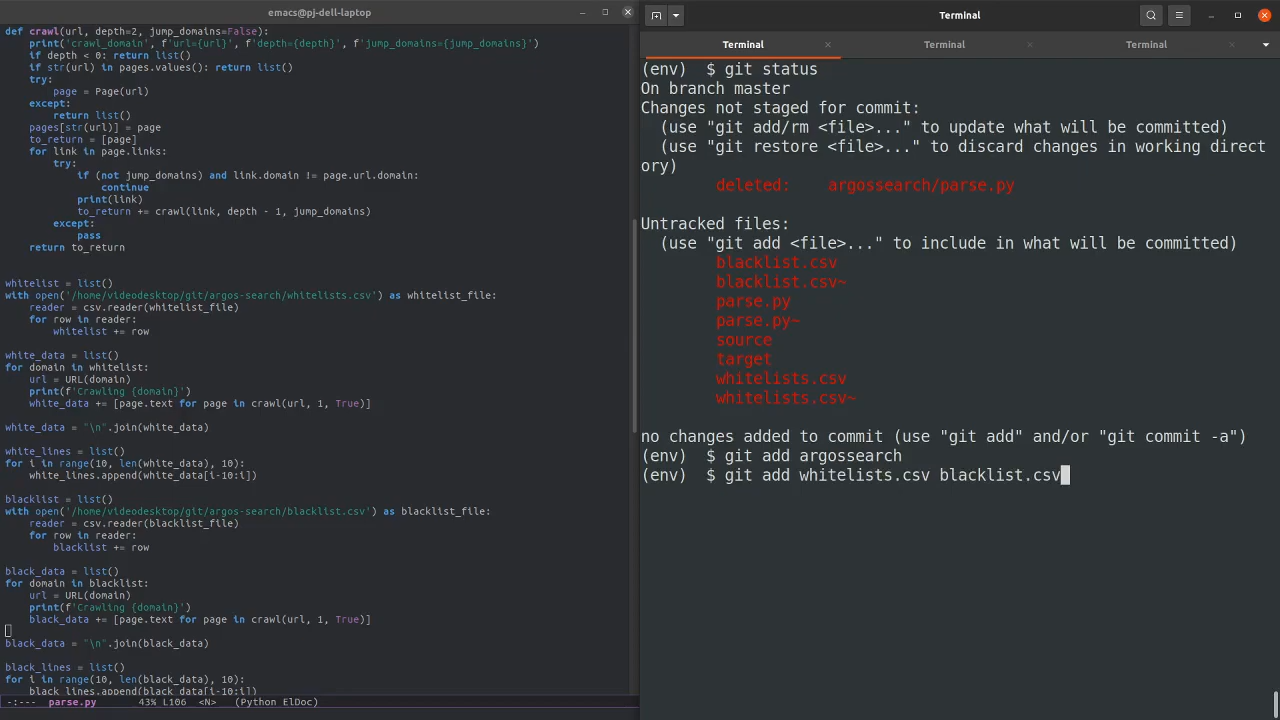 emacs@pj-dell-laptop
def crawl(url, depth=2, jump_domains=False):
    print('crawl_domain', f'url={url}', f'depth={depth}', f'jump_domains={jump_domains}')
    if depth < 0: return list()
    if str(url) in pages.values(): return list()
    try:
        page = Page(url)
    except:
        return list()
    pages[str(url)] = page
    to_return = [page]
    for link in page.links:
        try:
            if (not jump_domains) and link.domain != page.url.domain:
                continue
            print(link)
            to_return += crawl(link, depth - 1, jump_domains)
        except:
            pass
    return to_return
whitelist = list()
with open('/home/videodesktop/git/argos-search/whitelists.csv') as whitelist_file:
    reader = csv.reader(whitelist_file)
    for row in reader:
        whitelist += row
white_data = list()
for domain in whitelist:
    url = URL(domain)
    print(f'Crawling {domain}')
    white_data += [page.text for page in crawl(url, 1, True)]
white_data = "\n".join(white_data)
white_lines = list()
for i in range(10, len(white_data), 10):
    white_lines.append(white_data[i-10:i])
blacklist = list()
with open('/home/videodesktop/git/argos-search/blacklist.csv') as blacklist_file:
    reader = csv.reader(blacklist_file)
    for row in reader:
        blacklist += row
black_data = list()
for domain in blacklist:
    url = URL(domain)
    print(f'Crawling {domain}')
    black_data += [page.text for page in crawl(url, 1, True)]
black_data = "\n".join(black_data)
black_lines = list()
for i in range(10, len(black_data), 10):
    black_lines.append(black_data[i-10:i])
-:---  parse.py       43% L106  <N>  (Python ElDoc)
Terminal
Terminal Terminal Terminal
(env)  $ git status
On branch master
Changes not staged for commit:
  (use "git add/rm <file>..." to update what will be committed)
  (use "git restore <file>..." to discard changes in working direct
ory)
        deleted:    argossearch/parse.py
Untracked files:
  (use "git add <file>..." to include in what will be committed)
        blacklist.csv
        blacklist.csv~
        parse.py
        parse.py~
        source
        target
        whitelists.csv
        whitelists.csv~
no changes added to commit (use "git add" and/or "git commit -a")
(env)  $ git add argossearch
(env)  $ git add whitelists.csv blacklist.csv